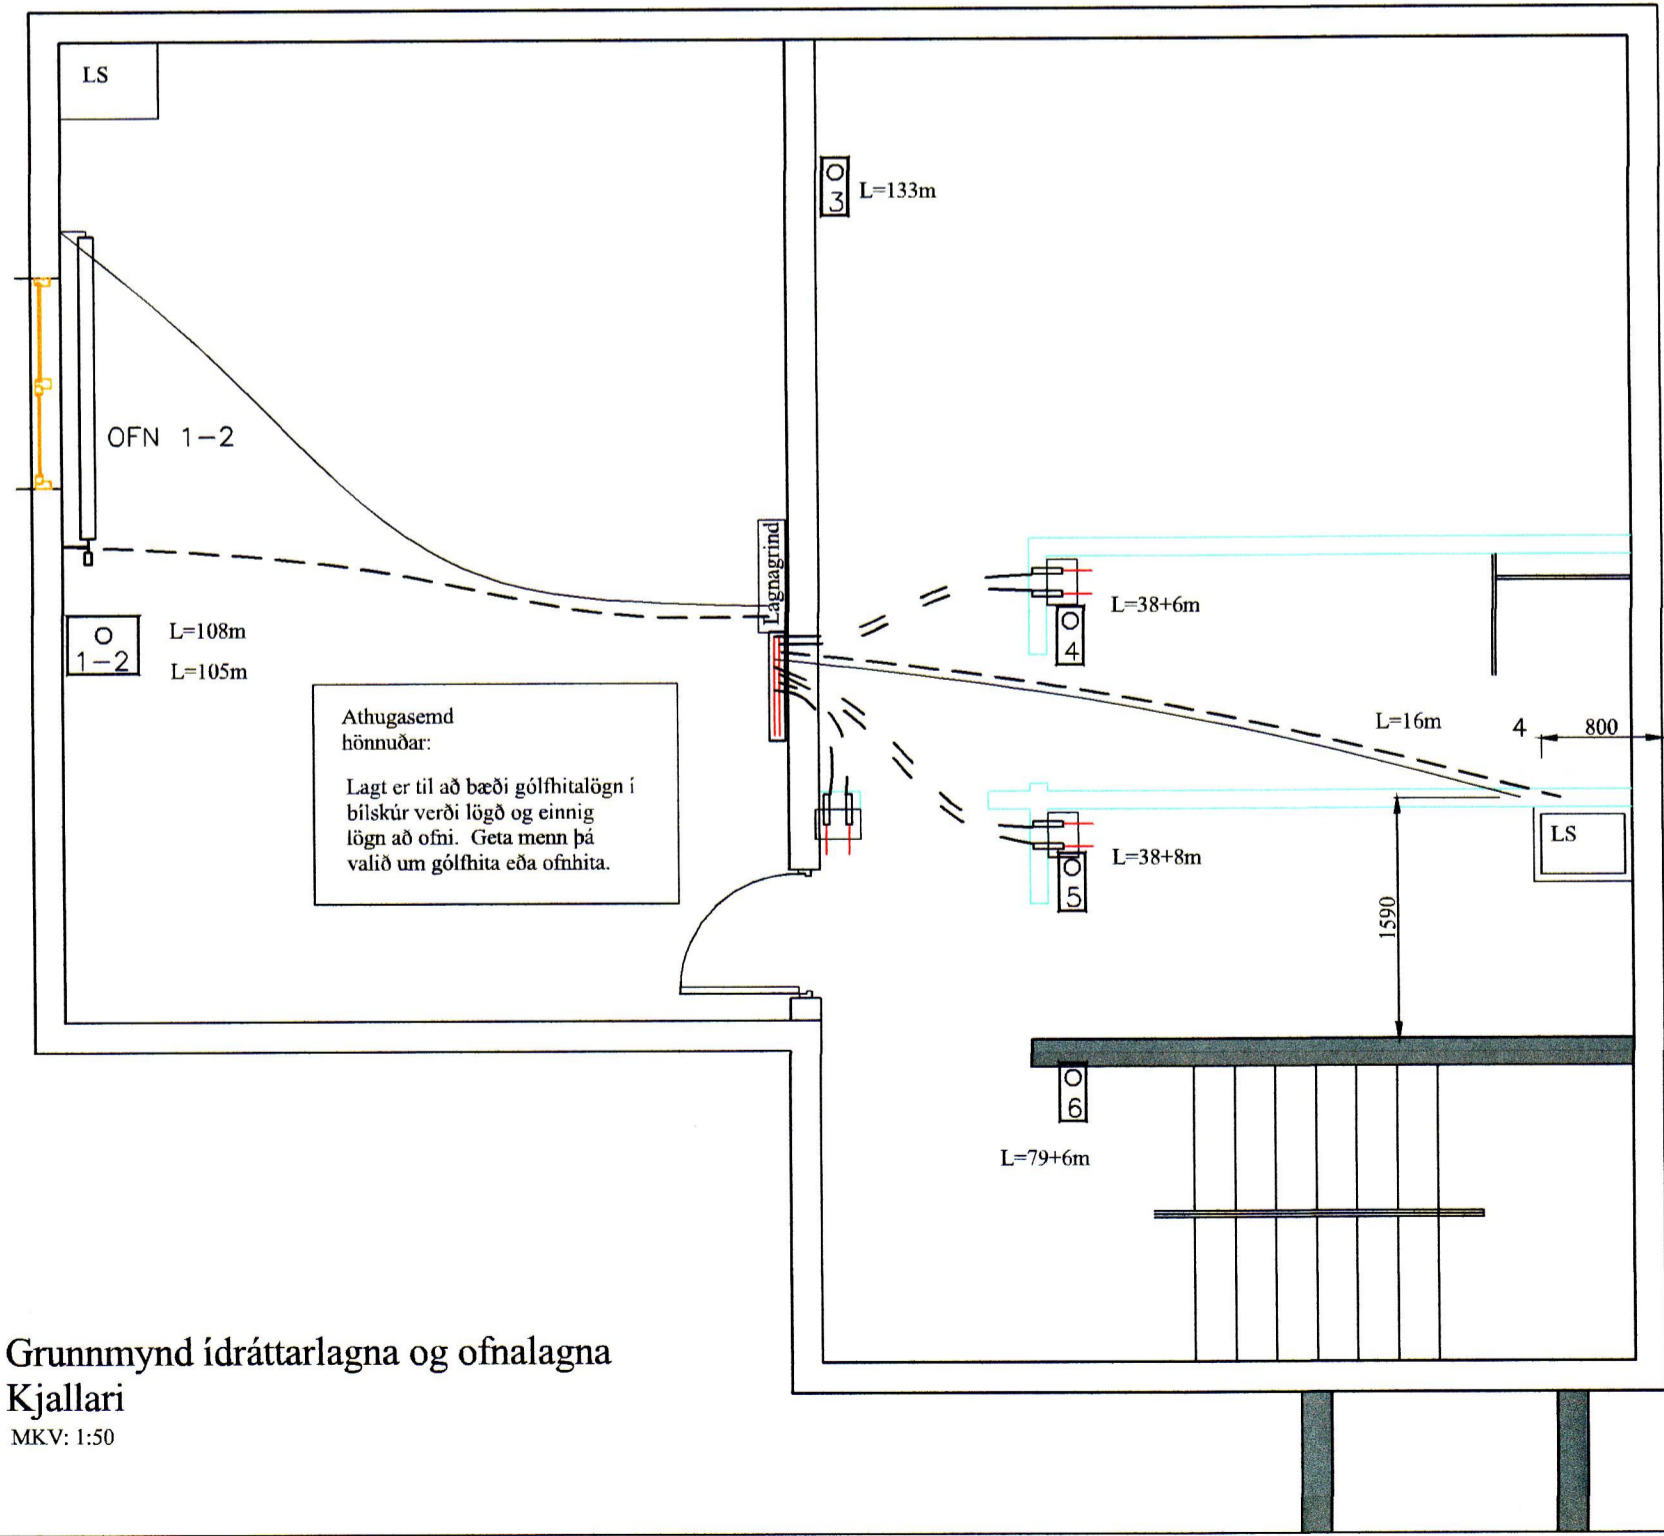 LS
3
L=133m
OFN 1-2
Lagnagrind
L=38+6m
4
1-2
L=108m
L=105m
Athugasemd
hönnuðar:
Lagt er til að bæði gólfhitalögn í
bílskúr verði lögð og einnig
lögn að ofni. Geta menn þá
valið um gólfhita eða ofnhita.
L=16m
4
800
LS
L=38+8m
5
1590
6
L=79+6m
Grunnmynd ídráttarlagna og ofnalagna
Kjallari
MKV: 1:50